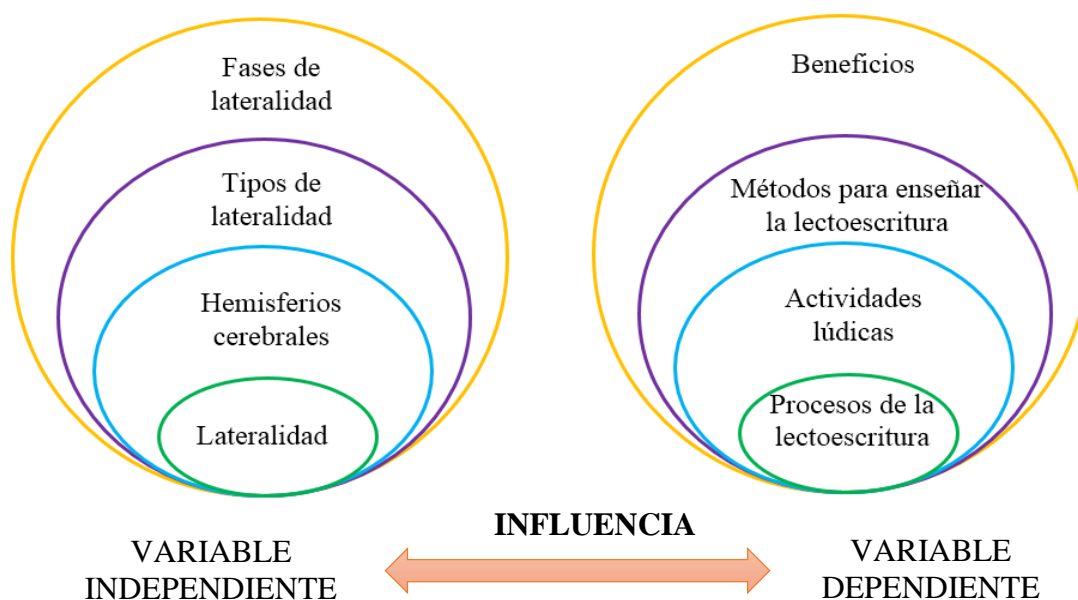 Fases de
lateralidad
Tipos de
lateralidad
Hemisferios
cerebrales
Lateralidad
Beneficios
Métodos para enseñar
la lectoescritura
Actividades
lúdicas
Procesos de la
lectoescritura
INFLUENCIA
VARIABLE
INDEPENDIENTE
VARIABLE
DEPENDIENTE